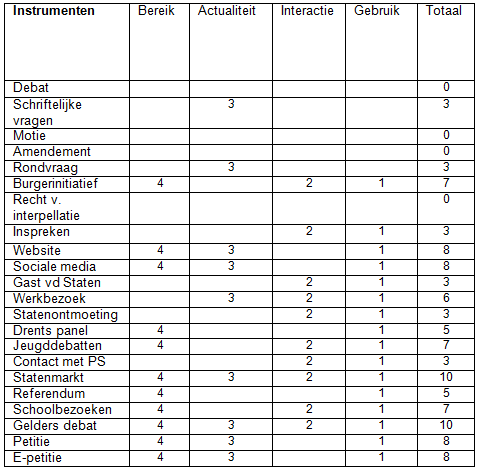 Instrumenten Bereik Actualiteit Interactie Gebruik Totaal
Debat 0
Schriftelijke 3 3
vragen
Motie 0
Amendement 0
Rondvraag 3 3
Burgerinitiatief 4 2 1 7
Recht v. 0
interpellatie
Inspreken 2 1 3
Website 4 3 1 8
Sociale media 4 3 1 8
Gast vd Staten 2 1 3
Werkbezoek 3 2 1 6
Statenontmoeting 2 1 3
Drents panel 4 1 5
Jeugddebatten 4 2 1 7
Contact met PS 2 1 3
Statenmarkt 4 3 2 1 10
Referendum 4 1 5
Schoolbezoeken 4 2 1 7
Gelders debat 4 3 2 1 10
Petitie 4 3 1 8
E-petitie 4 3 1 8